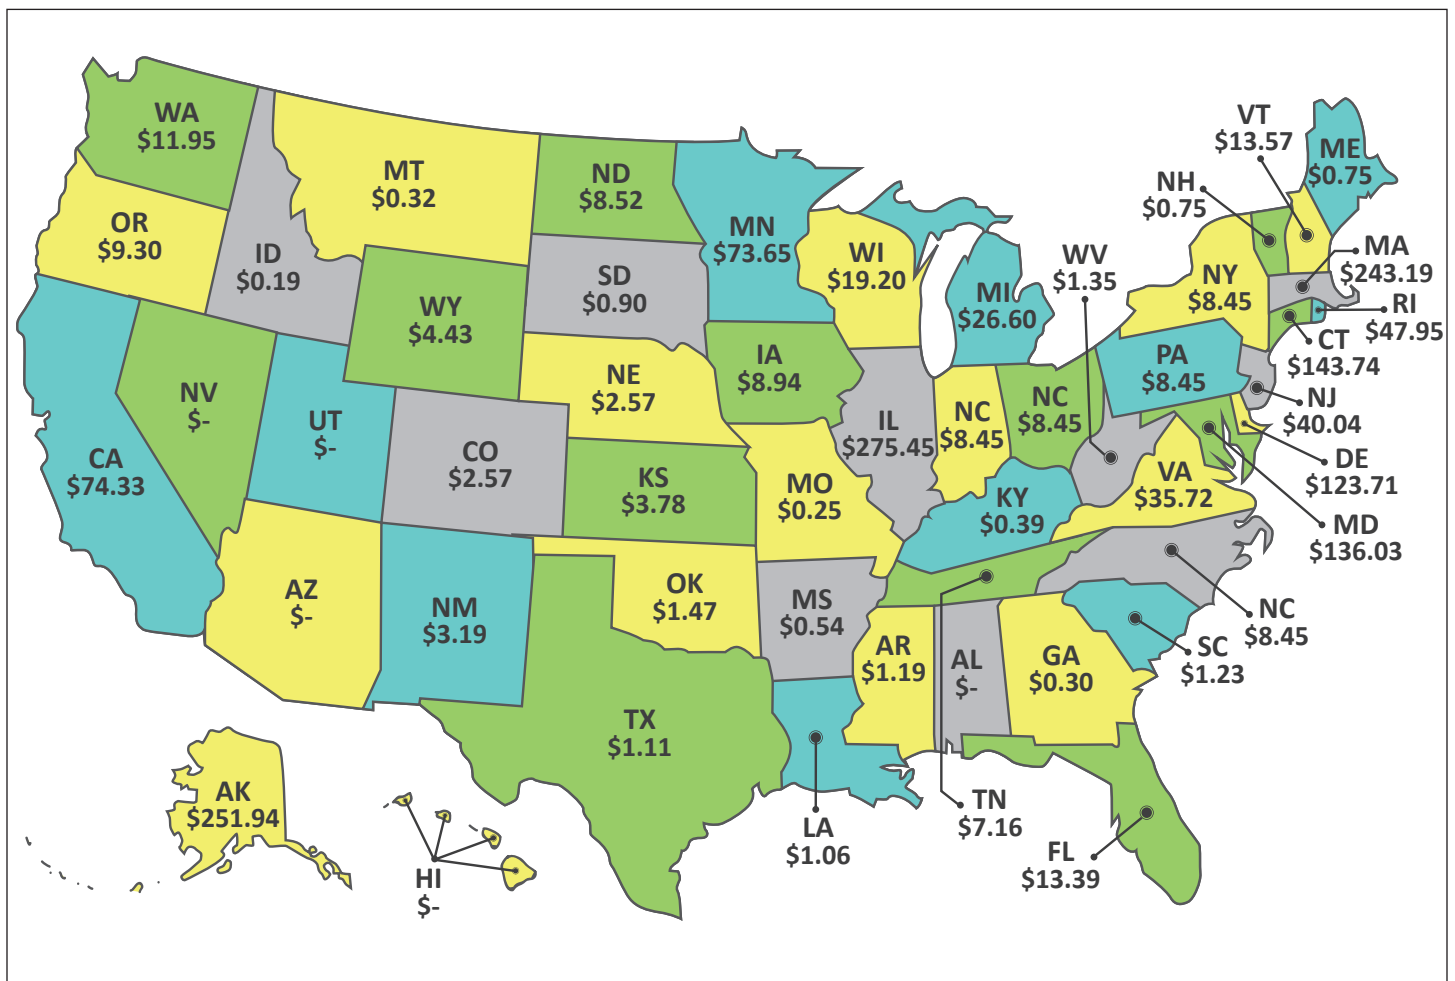 WA
$11.95
OR
$9.30
ID
$0.19
MT
$0.32
ND
$8.52
MN
$73.65
SD
$0.90
WY
$4.43
WI
$19.20
MI
$26.60
WV
$1.35
VT
$13.57
NH
$0.75
ME
$0.75
MA
$243.19
NY
$8.45
RI
$47.95
CT
$143.74
PA
$8.45
NJ
$40.04
DE
$123.71
MD
$136.03
NV
$-
UT
$-
CA
$74.33
CO
$2.57
NE
$2.57
IA
$8.94
KS
$3.78
MO
$0.25
IL
$275.45
NC
$8.45
NC
$8.45
KY
$0.39
VA
$35.72
NC
$8.45
SC
$1.23
AZ
$-
NM
$3.19
OK
$1.47
MS
$0.54
AR
$1.19
AL
$-
GA
$0.30
TX
$1.11
LA
$1.06
TN
$7.16
FL
$13.39
AK
$251.94
HI
$-